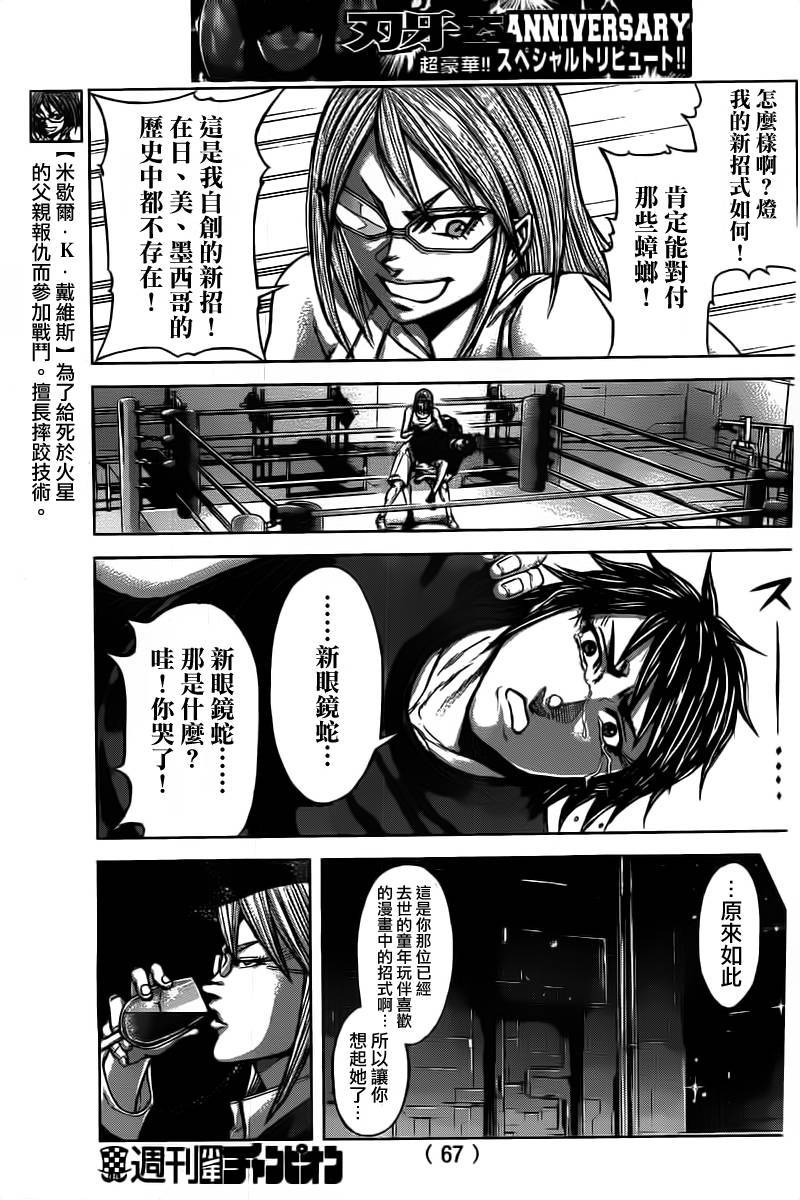 刃牙
ANNIVERSARY
超豪華!! スペシャルトリビュート!!
怎麼樣啊？燈
我的新招式如何！
肯定能對付
那些蟑螂！
這是我自創的新招！
在日、美、墨西哥的
歷史中都不存在！
【米歇爾．K．戴維斯】為了給死於火星
的父親報仇而參加戰鬥。擅長摔跤技術。
ス…
……新眼鏡蛇…
新眼鏡蛇……
那是什麼？
哇！你哭了！
…原來如此
這是你那位已經
去世的童年玩伴喜歡
的漫畫中的招式啊…
所以讓你
想起她了…
週刊少年チャンピオン
(67)